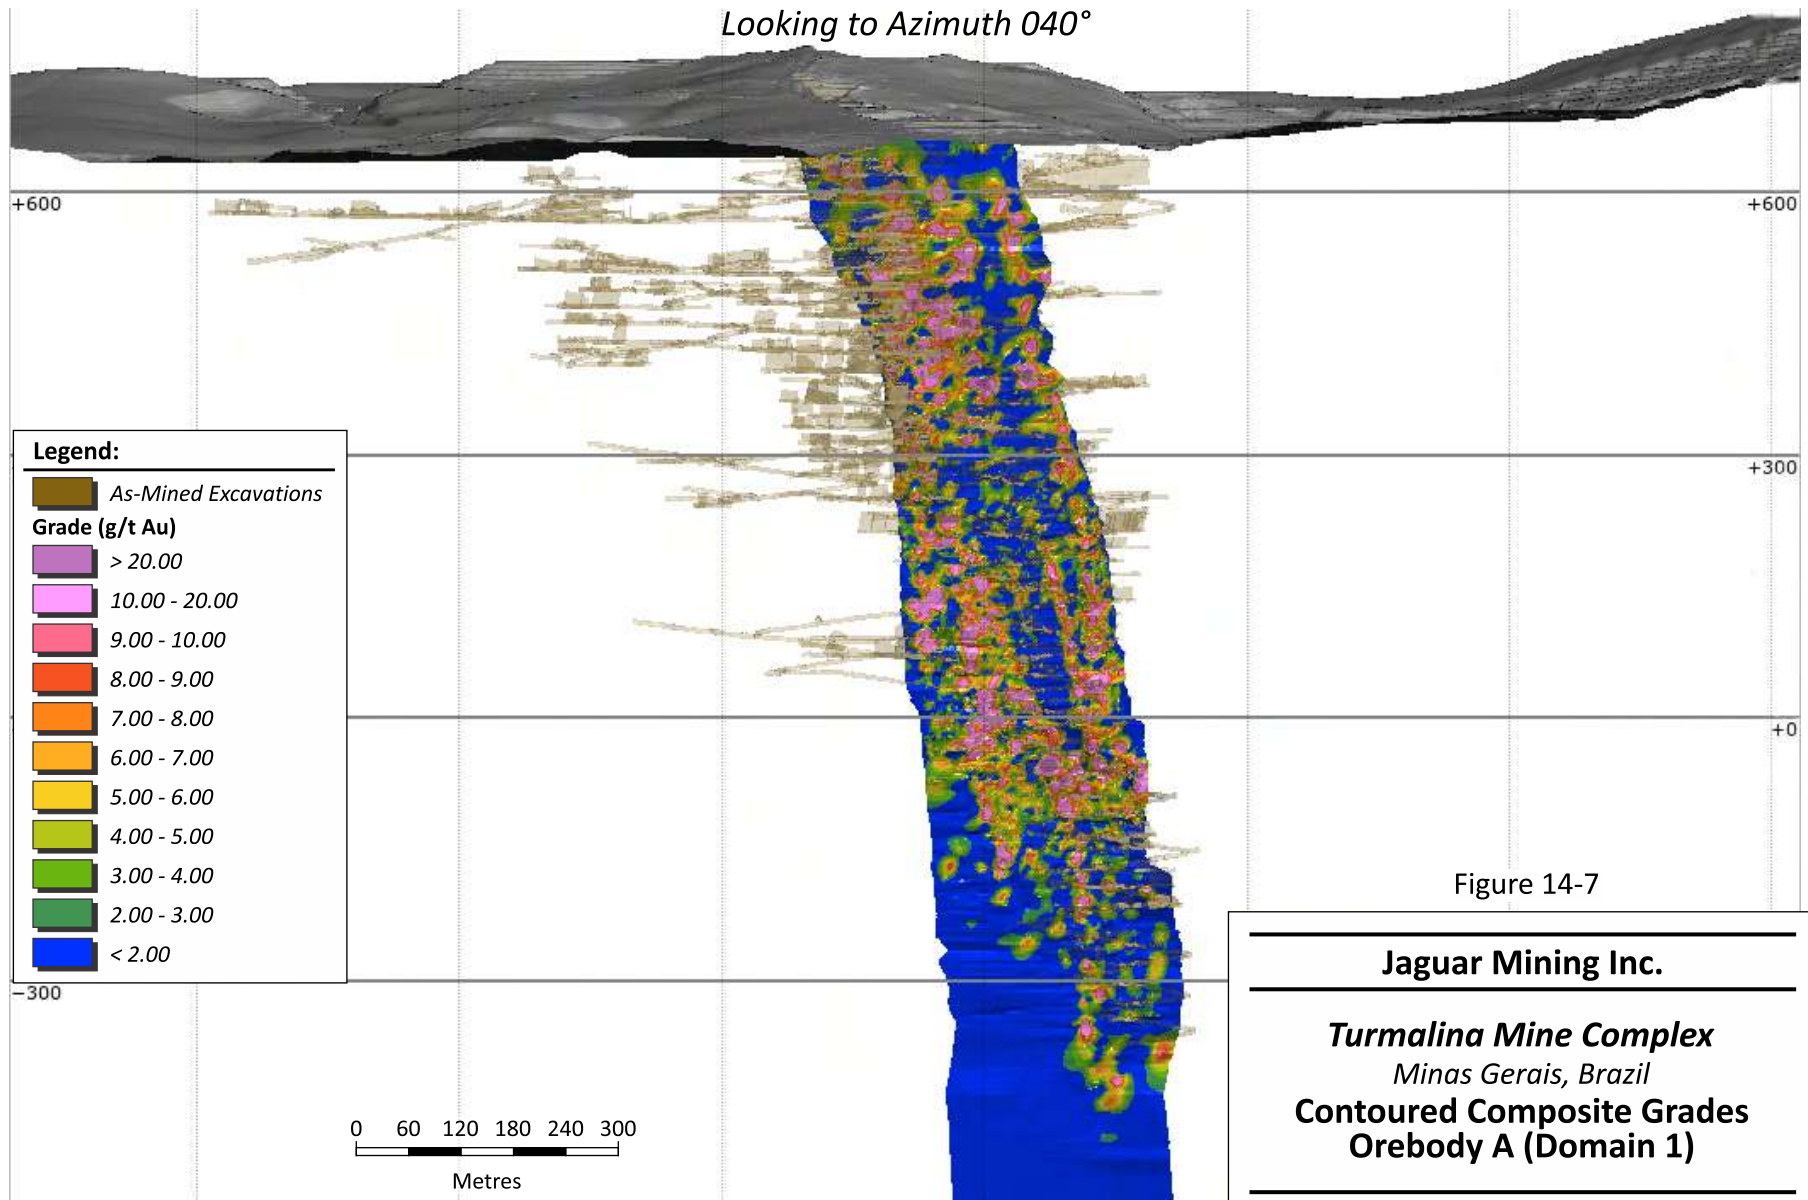 Looking to Azimuth 040°
+600
+600
+300
+0
−300
Legend:
As-Mined Excavations
Grade (g/t Au)
> 20.00
10.00 - 20.00
9.00 - 10.00
8.00 - 9.00
7.00 - 8.00
6.00 - 7.00
5.00 - 6.00
4.00 - 5.00
3.00 - 4.00
2.00 - 3.00
< 2.00
0 60 120 180 240 300
Metres
Figure 14-7
Jaguar Mining Inc.
Turmalina Mine Complex
Minas Gerais, Brazil
Contoured Composite Grades
Orebody A (Domain 1)